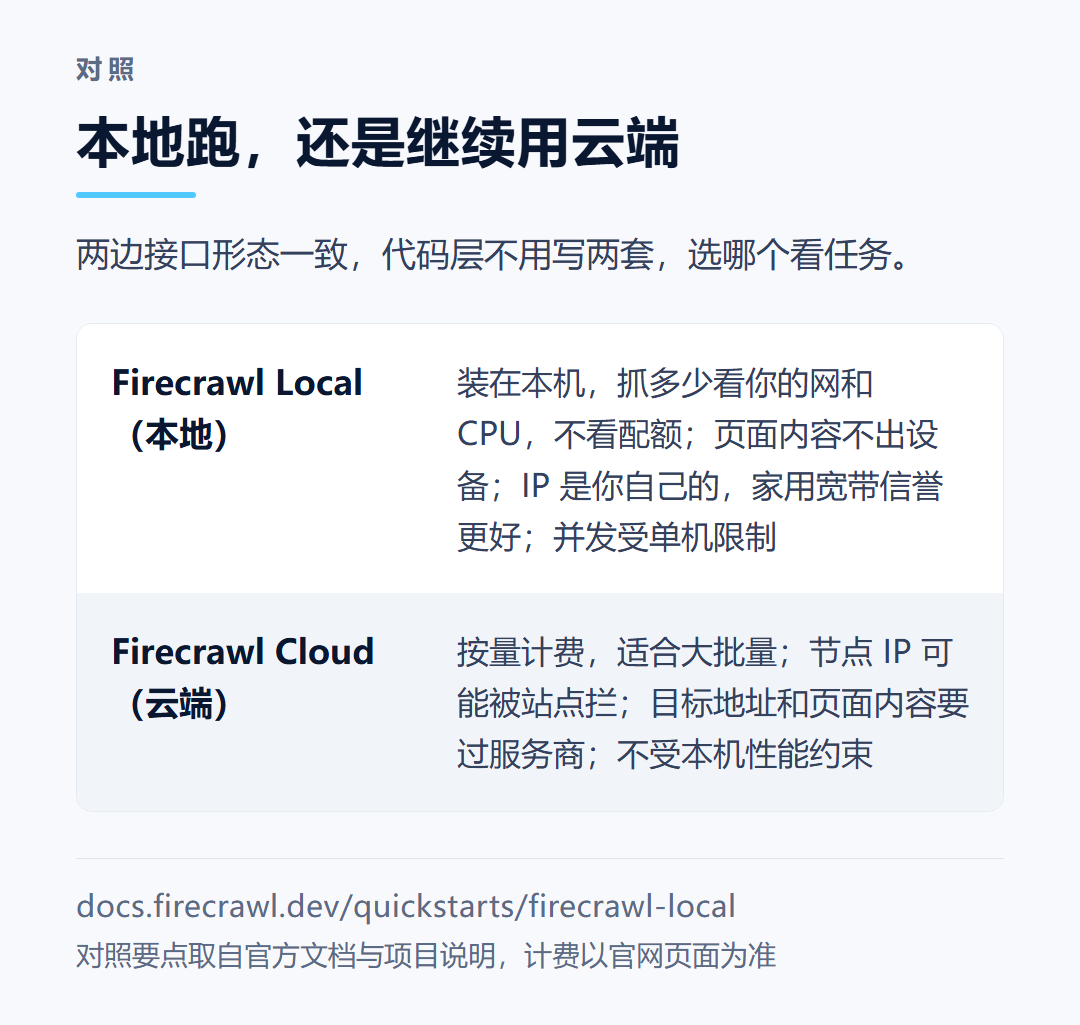 对照
本地跑，还是继续用云端
两边接口形态一致，代码层不用写两套，选哪个看任务。
Firecrawl Local
（本地）
装在本机，抓多少看你的网和
CPU，不看配额；页面内容不出设
备；IP 是你自己的，家用宽带信誉
更好；并发受单机限制
Firecrawl Cloud
（云端）
按量计费，适合大批量；节点 IP 可
能被站点拦；目标地址和页面内容要
过服务商；不受本机性能约束
docs.firecrawl.dev/quickstarts/firecrawl-local
对照要点取自官方文档与项目说明，计费以官网页面为准